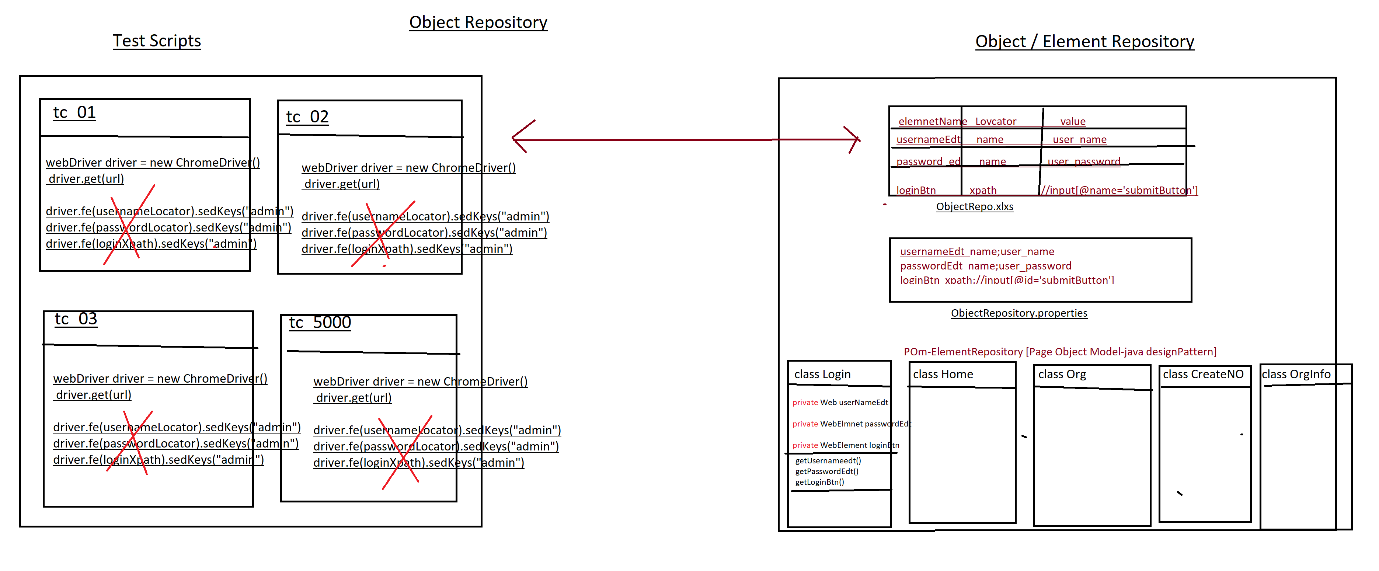 Object Repository
Test Scripts
Object / Element Repository
tc_01
webDriver driver = new ChromeDriver()
driver.get(url)
driver.fe(usernameLocator).sedKeys("admin")
driver.fe(passwordLocator).sedKeys("admin")
driver.fe(loginXpath).sedKeys("admin")
tc_02
webDriver driver = new ChromeDriver()
driver.get(url)
driver.fe(usernameLocator).sedKeys("admin")
driver.fe(passwordLocator).sedKeys("admin")
driver.fe(loginXpath).sedKeys("admin")
tc_03
webDriver driver = new ChromeDriver()
driver.get(url)
driver.fe(usernameLocator).sedKeys("admin")
driver.fe(passwordLocator).sedKeys("admin")
driver.fe(loginXpath).sedKeys("admin")
tc_5000
webDriver driver = new ChromeDriver()
driver.get(url)
driver.fe(usernameLocator).sedKeys("admin")
driver.fe(passwordLocator).sedKeys("admin")
driver.fe(loginXpath).sedKeys("admin")
elemnetName Lovcator value
usernameEdt name user_name
password_ed name user_password
loginBtn xpath //input[@name='submitButton']
ObjectRepo.xlxs
usernameEdt_name;user_name
passwordEdt_name;user_password
loginBtn_xpath;//input[@id='submitButton']
ObjectRepository.properties
POm-ElementRepository [Page Object Model-java designPattern]
class Login
private Web userNameEdt
private WebElmnet passwordEdt
private WebElement loginBtn
getUsernameedt()
getPasswordEdt()
getLoginBtn()
class Home
class Org
class CreateNO
class OrgInfo